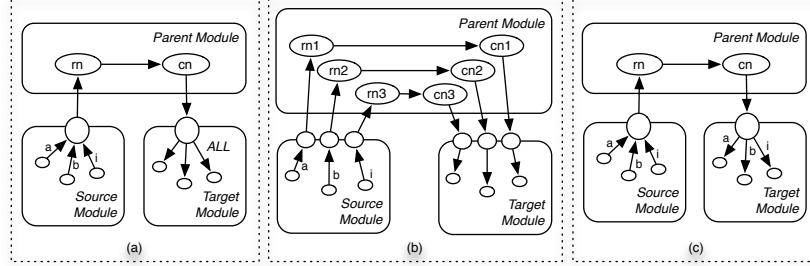 Parent Module
rn
cn
a
b
i
ALL
Source
Module
Target
Module
(a)
Parent Module
rn1
cn1
rn2
cn2
rn3
cn3
a
b
i
Source
Module
Target
Module
(b)
Parent Module
rn
cn
a
b
i
a
b
i
Source
Module
Target
Module
(c)